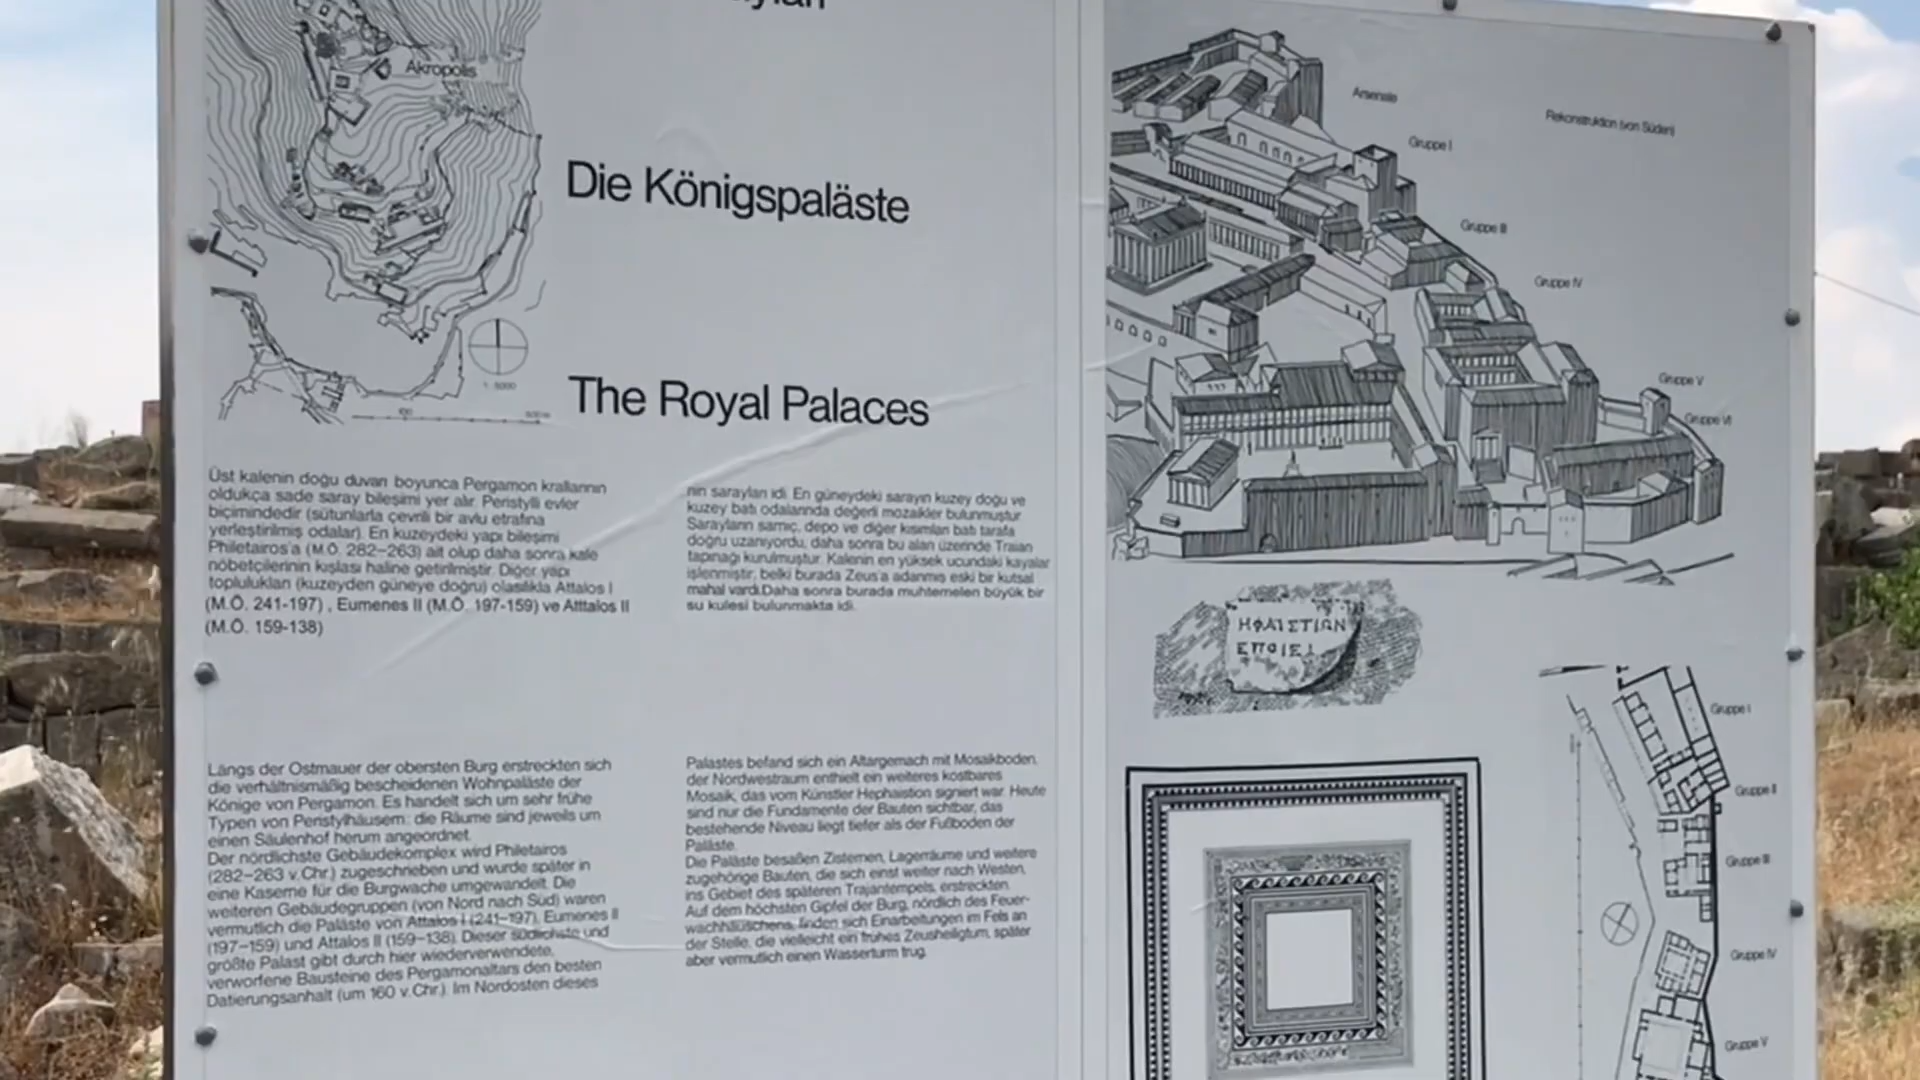 Akropolis
Die Königspaläste
The Royal Palaces
1 : 5000
Üst kalenin doğu duvarı boyunca Pergamon krallarının
oldukça sade saray bileşimi yer alır. Peristylli evler
biçimindedir (sütunlarla çevrili bir avlu etrafına
yerleştirilmiş odalar). En kuzeydeki yapı bileşimi
Philetairos'a (M.Ö. 282–263) ait olup daha sonra kale
nöbetçilerinin kışlası haline getirilmiştir. Diğer yapı
toplulukları (kuzeyden güneye doğru) olasılıkla Attalos I
(M.Ö. 241-197) , Eumenes II (M.Ö. 197-159) ve Atttalos II
(M.Ö. 159-138)
nin sarayları idi. En güneydeki sarayın kuzey doğu ve
kuzey batı odalarında değerli mozaikler bulunmuştur
Sarayların sarnıç, depo ve diğer kısımları batı tarafa
doğru uzanıyordu, daha sonra bu alan üzerinde Traian
tapınağı kurulmuştur. Kalenin en yüksek ucundaki kayalar
işlenmiştir, belki burada Zeus'a adanmış eski bir kutsal
mahal vardı.Daha sonra burada muhtemelen büyük bir
su kulesi bulunmakta idi.
Längs der Ostmauer der obersten Burg erstreckten sich
die verhältnismäßig bescheidenen Wohnpaläste der
Könige von Pergamon. Es handelt sich um sehr frühe
Typen von Peristylhäusern: die Räume sind jeweils um
einen Säulenhof herum angeordnet.
Der nördlichste Gebäudekomplex wird Philetairos
(282–263 v.Chr.) zugeschrieben und wurde später in
eine Kaserne für die Burgwache umgewandelt. Die
weiteren Gebäudegruppen (von Nord nach Süd) waren
vermutlich die Paläste von Attalos I (241–197), Eumenes II
(197–159) und Attalos II (159–138). Dieser südlichste und
größte Palast gibt durch hier wiederverwendete,
verworfene Bausteine des Pergamonaltars den besten
Datierungsanhalt (um 160 v.Chr.). Im Nordosten dieses
Palastes befand sich ein Altargemach mit Mosaikboden,
der Nordwestraum enthielt ein weiteres kostbares
Mosaik, das vom Künstler Hephaistion signiert war. Heute
sind nur die Fundamente der Bauten sichtbar, das
bestehende Niveau liegt tiefer als der Fußboden der
Paläste.
Die Paläste besaßen Zisternen, Lagerräume und weitere
zugehörige Bauten, die sich einst weiter nach Westen,
ins Gebiet des späteren Trajantempels, erstreckten.
Auf dem höchsten Gipfel der Burg, nördlich des Feuer-
wachhäuschens, finden sich Einarbeitungen im Fels an
der Stelle, die vielleicht ein frühes Zeusheiligtum, später
aber vermutlich einen Wasserturm trug.
Arsenale
Rekonstruktion (von Süden)
Gruppe I
Gruppe III
Gruppe IV
Gruppe V
Gruppe VI
ΗΦΑΙΣΤΙΩΝ
ΕΠΟΙΕΙ
Gruppe I
Gruppe II
Gruppe III
Gruppe IV
Gruppe V